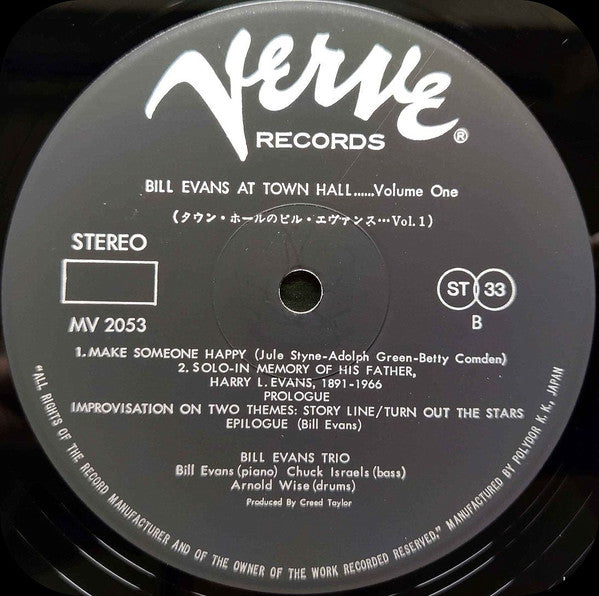 Verve
RECORDS ®
BILL EVANS AT TOWN HALL......Volume One
(タウン・ホールのビル・エヴァンス…Vol.1)
STEREO
ST 33
MV 2053
B
1. MAKE SOMEONE HAPPY (Jule Styne-Adolph Green-Betty Comden)
2. SOLO-IN MEMORY OF HIS FATHER,
HARRY L. EVANS, 1891-1966
PROLOGUE
IMPROVISATION ON TWO THEMES: STORY LINE/TURN OUT THE STARS
EPILOGUE (Bill Evans)
BILL EVANS TRIO
Bill Evans(piano) Chuck Israels(bass)
Arnold Wise(drums)
Produced By Creed Taylor
"ALL RIGHTS OF THE RECORD MANUFACTURER AND OF THE OWNER OF THE WORK RECORDED RESERVED." MANUFACTURED BY POLYDOR K. K., JAPAN